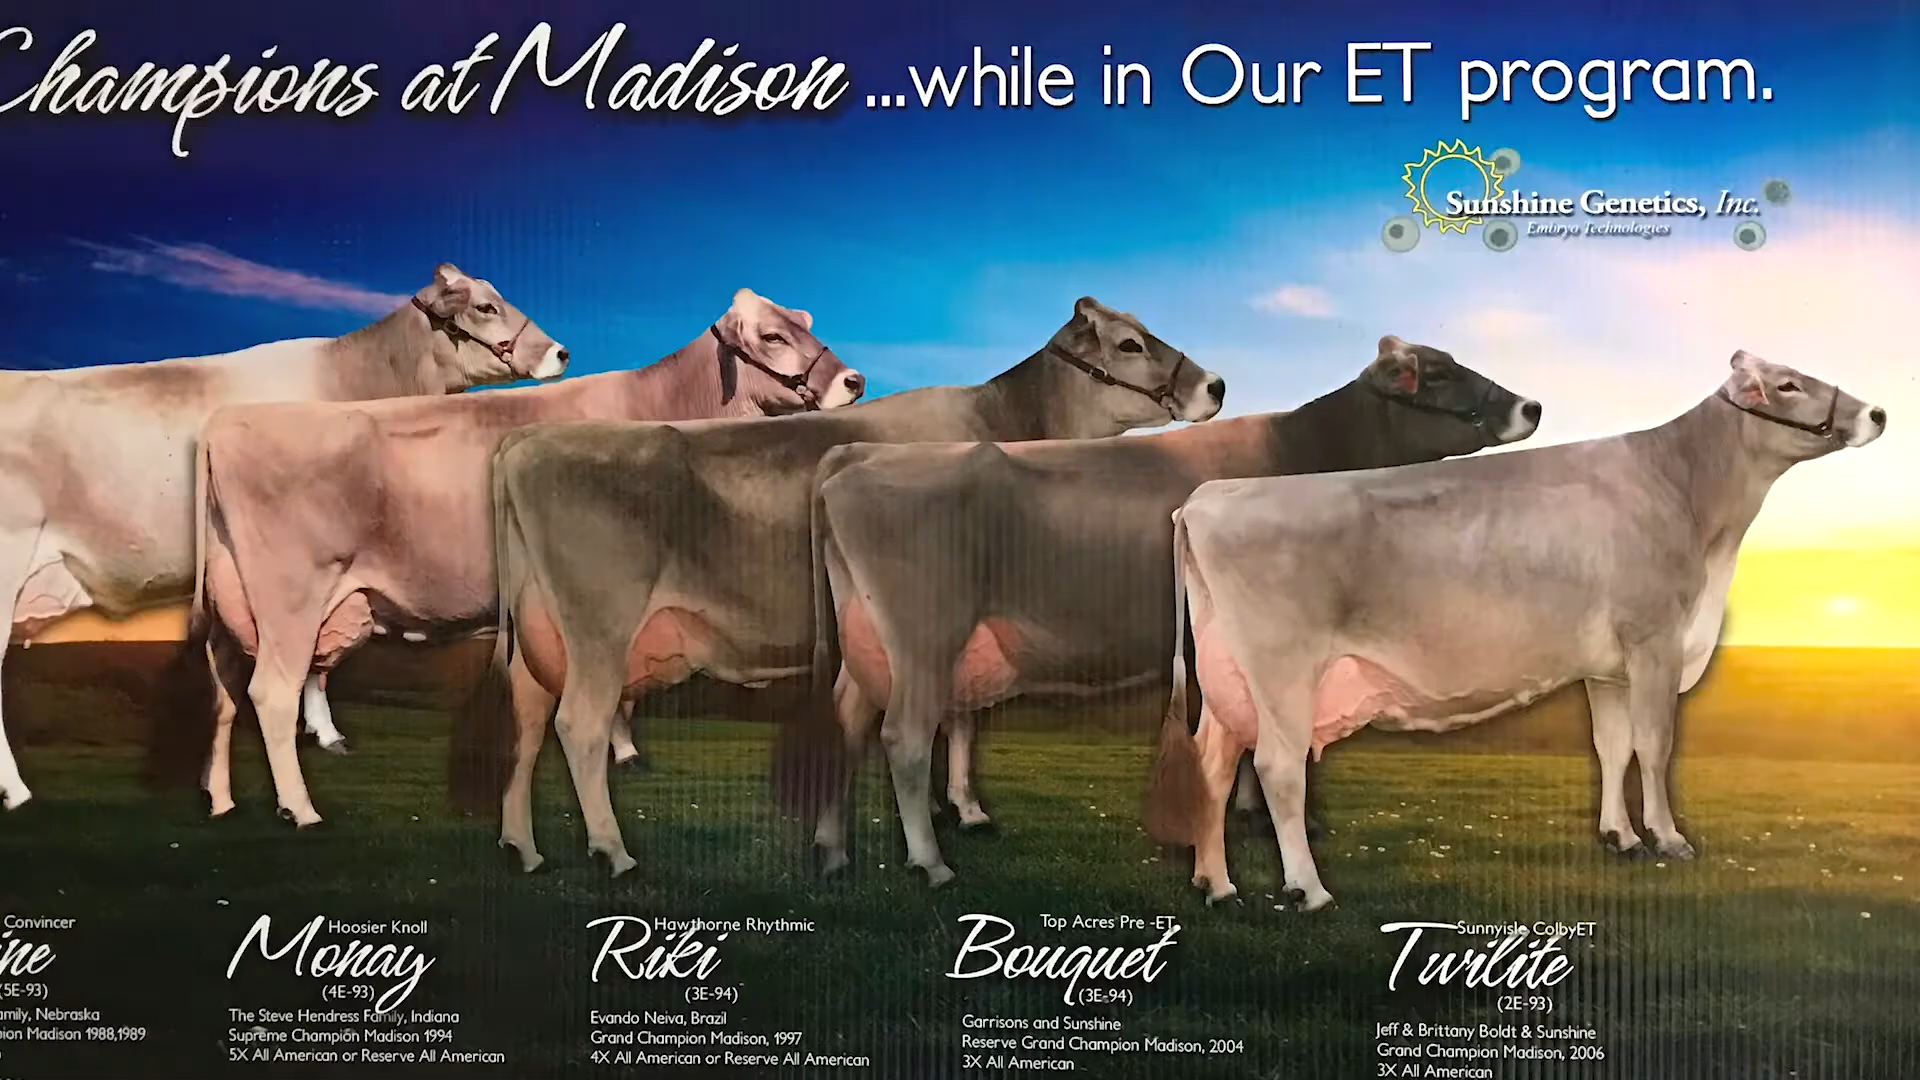 Champions at Madison ...while in Our ET program.
Sunshine Genetics, Inc.
Embryo Technologies
Convincer
(5E-93)
Nebraska
Madison 1988,1989
Hoosier Knoll
Monay
(4E-93)
The Steve Hendress Family, Indiana
Supreme Champion Madison 1994
5X All American or Reserve All American
Hawthorne Rhythmic
Riki
(3E-94)
Evando Neiva, Brazil
Grand Champion Madison, 1997
4X All American or Reserve All American
Top Acres Pre -ET
Bouquet
(3E-94)
Garrisons and Sunshine
Reserve Grand Champion Madison, 2004
3X All American
Sunnyisle ColbyET
Twilite
(2E-93)
Jeff & Brittany Boldt & Sunshine
Grand Champion Madison, 2006
3X All American